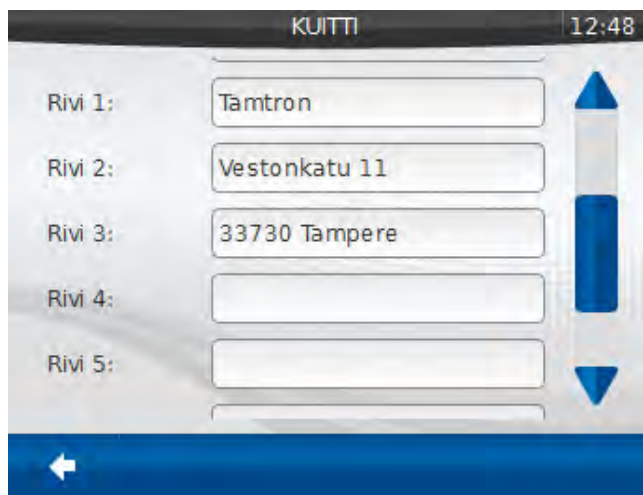 KUITTI 12:48
Rivi 1: Tamtron
Rivi 2: Vestonkatu 11
Rivi 3: 33730 Tampere
Rivi 4:
Rivi 5: